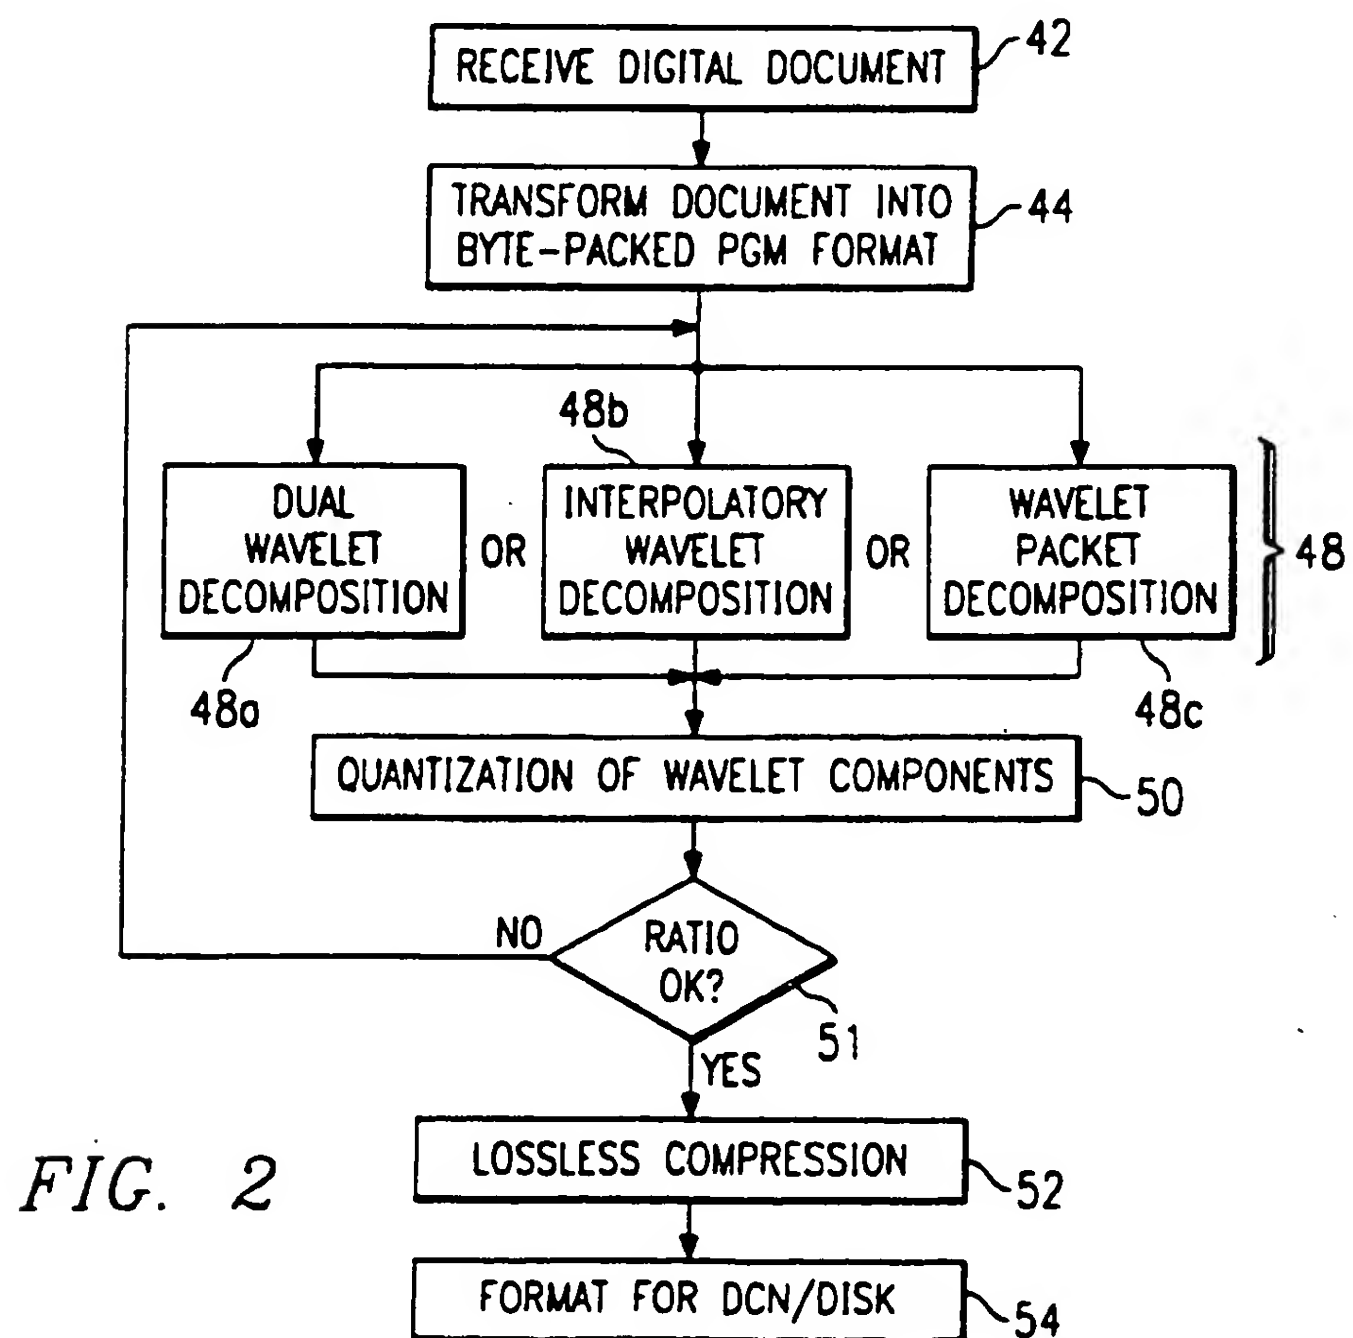 RECEIVE DIGITAL DOCUMENT
42
TRANSFORM DOCUMENT INTO
BYTE-PACKED PGM FORMAT
44
48b
DUAL
WAVELET
DECOMPOSITION
OR
INTERPOLATORY
WAVELET
DECOMPOSITION
OR
WAVELET
PACKET
DECOMPOSITION
48
48a
48c
QUANTIZATION OF WAVELET COMPONENTS
50
NO
RATIO
OK?
51
YES
LOSSLESS COMPRESSION
52
FIG. 2
FORMAT FOR DCN/DISK
54